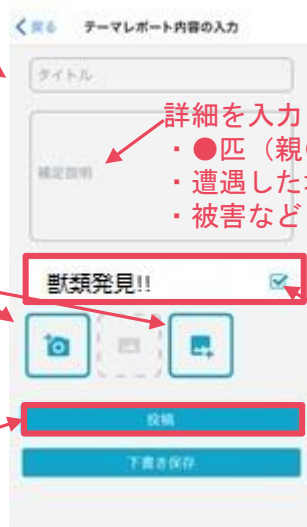 戻る テーマレポート内容の入力
タイトル
補足説明
詳細を入力
・●匹（親
・遭遇した
・被害など
獣類発見!!
投稿
下書き保存